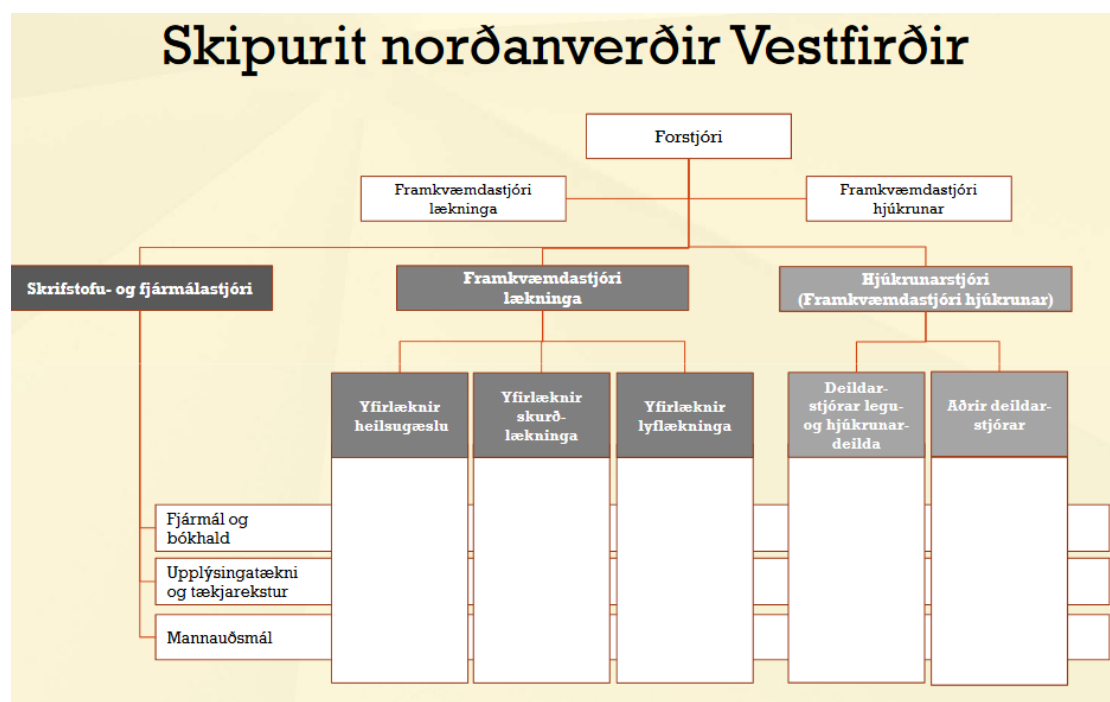 Skipurit norðanverðir Vestfirðir
Forstjóri
Framkvæmdastjóri
lækninga
Framkvæmdastjóri
hjúkrunar
Skrifstofu- og fjármálastjóri
Framkvæmdastjóri
lækninga
Hjúkrunarstjóri
(Framkvæmdastjóri hjúkrunar)
Yfirlæknir
heilsugæslu
Yfirlæknir
skurð-
lækninga
Yfirlæknir
lyflækninga
Deildar-
stjórar legu-
og hjúkrunar-
deilda
Aðrir deildar-
stjórar
Fjármál og
bókhald
Upplýsingatækni
og tækjarekstur
Mannauðsmál